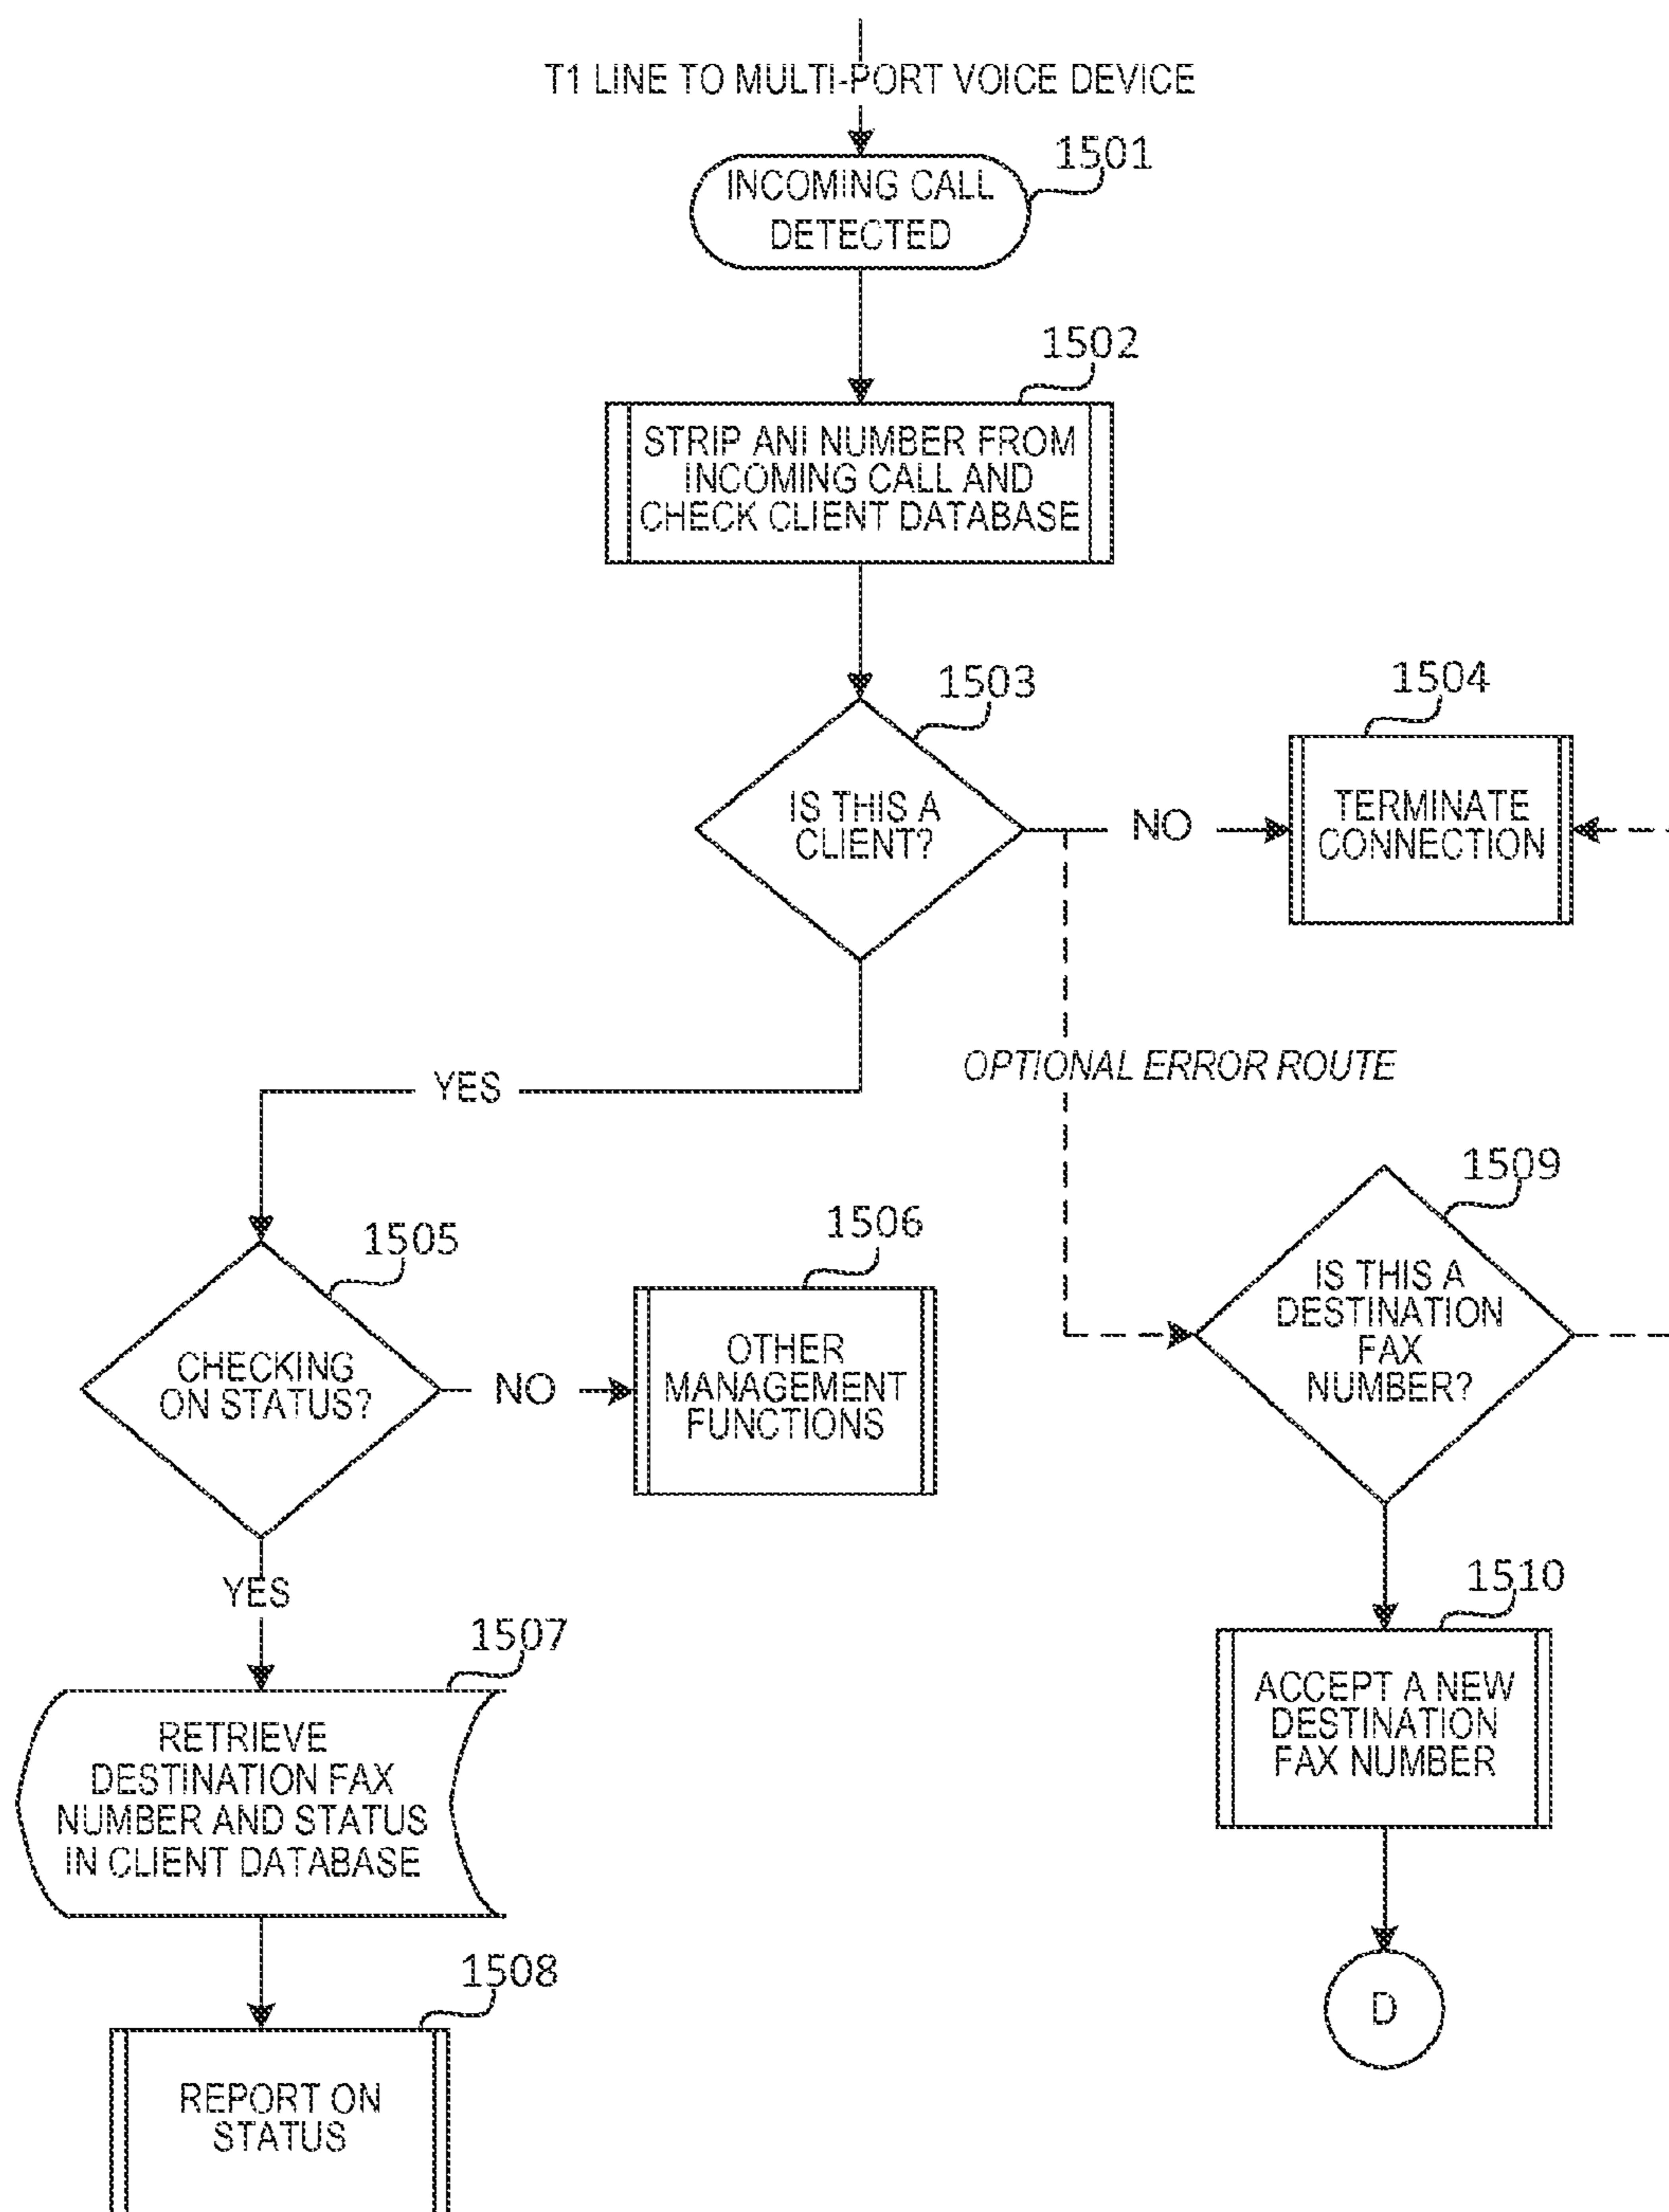 T1 LINE TO MULTI-PORT VOICE DEVICE
1501
INCOMING CALL
DETECTED
1502
STRIP ANI NUMBER FROM
INCOMING CALL AND
CHECK CLIENT DATABASE
1503
IS THIS A
CLIENT?
NO
1504
TERMINATE
CONNECTION
OPTIONAL ERROR ROUTE
YES
1505
CHECKING
ON STATUS?
NO
1506
OTHER
MANAGEMENT
FUNCTIONS
1509
IS THIS A
DESTINATION
FAX
NUMBER?
YES
1507
RETRIEVE
DESTINATION FAX
NUMBER AND STATUS
IN CLIENT DATABASE
1510
ACCEPT A NEW
DESTINATION
FAX NUMBER
1508
REPORT ON
STATUS
D